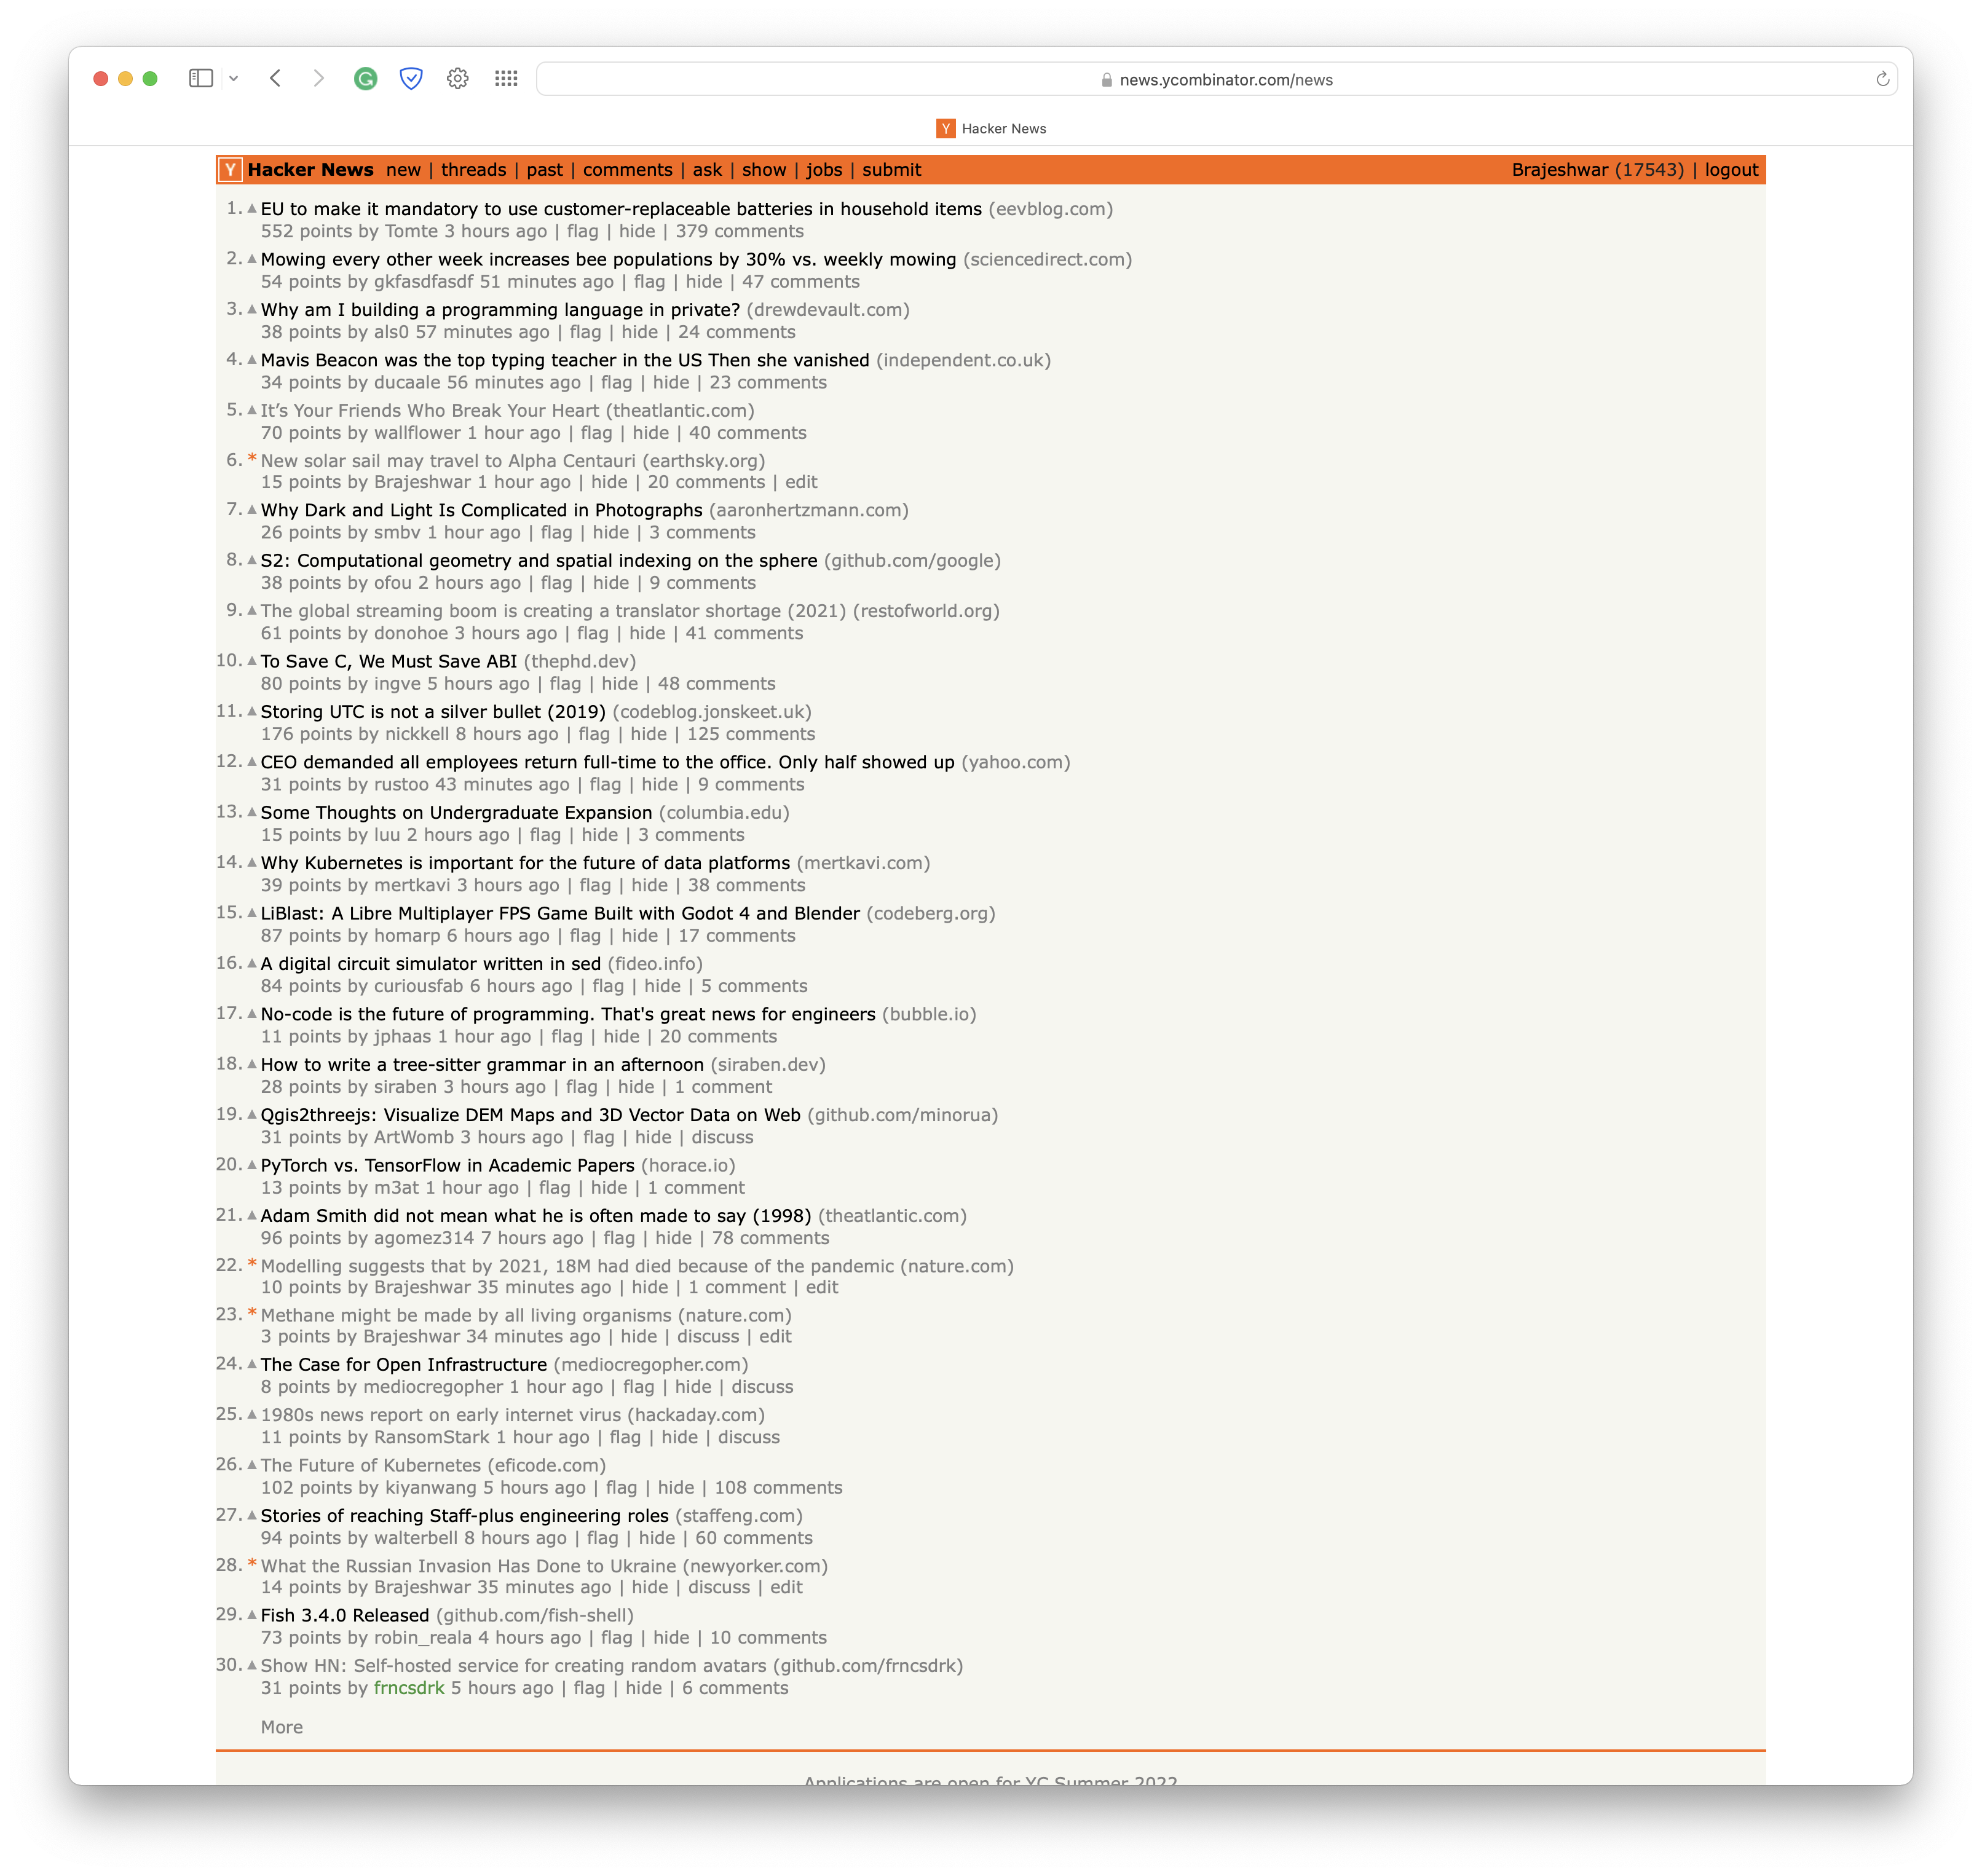 news.ycombinator.com/news
Y Hacker News
Y Hacker News new | threads | past | comments | ask | show | jobs | submit Brajeshwar (17543) | logout
1. EU to make it mandatory to use customer-replaceable batteries in household items (eevblog.com)
552 points by Tomte 3 hours ago | flag | hide | 379 comments
2. Mowing every other week increases bee populations by 30% vs. weekly mowing (sciencedirect.com)
54 points by gkfasdfasdf 51 minutes ago | flag | hide | 47 comments
3. Why am I building a programming language in private? (drewdevault.com)
38 points by als0 57 minutes ago | flag | hide | 24 comments
4. Mavis Beacon was the top typing teacher in the US Then she vanished (independent.co.uk)
34 points by ducaale 56 minutes ago | flag | hide | 23 comments
5. It’s Your Friends Who Break Your Heart (theatlantic.com)
70 points by wallflower 1 hour ago | flag | hide | 40 comments
6. * New solar sail may travel to Alpha Centauri (earthsky.org)
15 points by Brajeshwar 1 hour ago | hide | 20 comments | edit
7. Why Dark and Light Is Complicated in Photographs (aaronhertzmann.com)
26 points by smbv 1 hour ago | flag | hide | 3 comments
8. S2: Computational geometry and spatial indexing on the sphere (github.com/google)
38 points by ofou 2 hours ago | flag | hide | 9 comments
9. The global streaming boom is creating a translator shortage (2021) (restofworld.org)
61 points by donohoe 3 hours ago | flag | hide | 41 comments
10. To Save C, We Must Save ABI (thephd.dev)
80 points by ingve 5 hours ago | flag | hide | 48 comments
11. Storing UTC is not a silver bullet (2019) (codeblog.jonskeet.uk)
176 points by nickkell 8 hours ago | flag | hide | 125 comments
12. CEO demanded all employees return full-time to the office. Only half showed up (yahoo.com)
31 points by rustoo 43 minutes ago | flag | hide | 9 comments
13. Some Thoughts on Undergraduate Expansion (columbia.edu)
15 points by luu 2 hours ago | flag | hide | 3 comments
14. Why Kubernetes is important for the future of data platforms (mertkavi.com)
39 points by mertkavi 3 hours ago | flag | hide | 38 comments
15. LiBlast: A Libre Multiplayer FPS Game Built with Godot 4 and Blender (codeberg.org)
87 points by homarp 6 hours ago | flag | hide | 17 comments
16. A digital circuit simulator written in sed (fideo.info)
84 points by curiousfab 6 hours ago | flag | hide | 5 comments
17. No-code is the future of programming. That's great news for engineers (bubble.io)
11 points by jphaas 1 hour ago | flag | hide | 20 comments
18. How to write a tree-sitter grammar in an afternoon (siraben.dev)
28 points by siraben 3 hours ago | flag | hide | 1 comment
19. Qgis2threejs: Visualize DEM Maps and 3D Vector Data on Web (github.com/minorua)
31 points by ArtWomb 3 hours ago | flag | hide | discuss
20. PyTorch vs. TensorFlow in Academic Papers (horace.io)
13 points by m3at 1 hour ago | flag | hide | 1 comment
21. Adam Smith did not mean what he is often made to say (1998) (theatlantic.com)
96 points by agomez314 7 hours ago | flag | hide | 78 comments
22. * Modelling suggests that by 2021, 18M had died because of the pandemic (nature.com)
10 points by Brajeshwar 35 minutes ago | hide | 1 comment | edit
23. * Methane might be made by all living organisms (nature.com)
3 points by Brajeshwar 34 minutes ago | hide | discuss | edit
24. The Case for Open Infrastructure (mediocregopher.com)
8 points by mediocregopher 1 hour ago | flag | hide | discuss
25. 1980s news report on early internet virus (hackaday.com)
11 points by RansomStark 1 hour ago | flag | hide | discuss
26. The Future of Kubernetes (eficode.com)
102 points by kiyanwang 5 hours ago | flag | hide | 108 comments
27. Stories of reaching Staff-plus engineering roles (staffeng.com)
94 points by walterbell 8 hours ago | flag | hide | 60 comments
28. * What the Russian Invasion Has Done to Ukraine (newyorker.com)
14 points by Brajeshwar 35 minutes ago | hide | discuss | edit
29. Fish 3.4.0 Released (github.com/fish-shell)
73 points by robin_reala 4 hours ago | flag | hide | 10 comments
30. Show HN: Self-hosted service for creating random avatars (github.com/frncsdrk)
31 points by frncsdrk 5 hours ago | flag | hide | 6 comments
More
Applications are open for YC Summer 2022